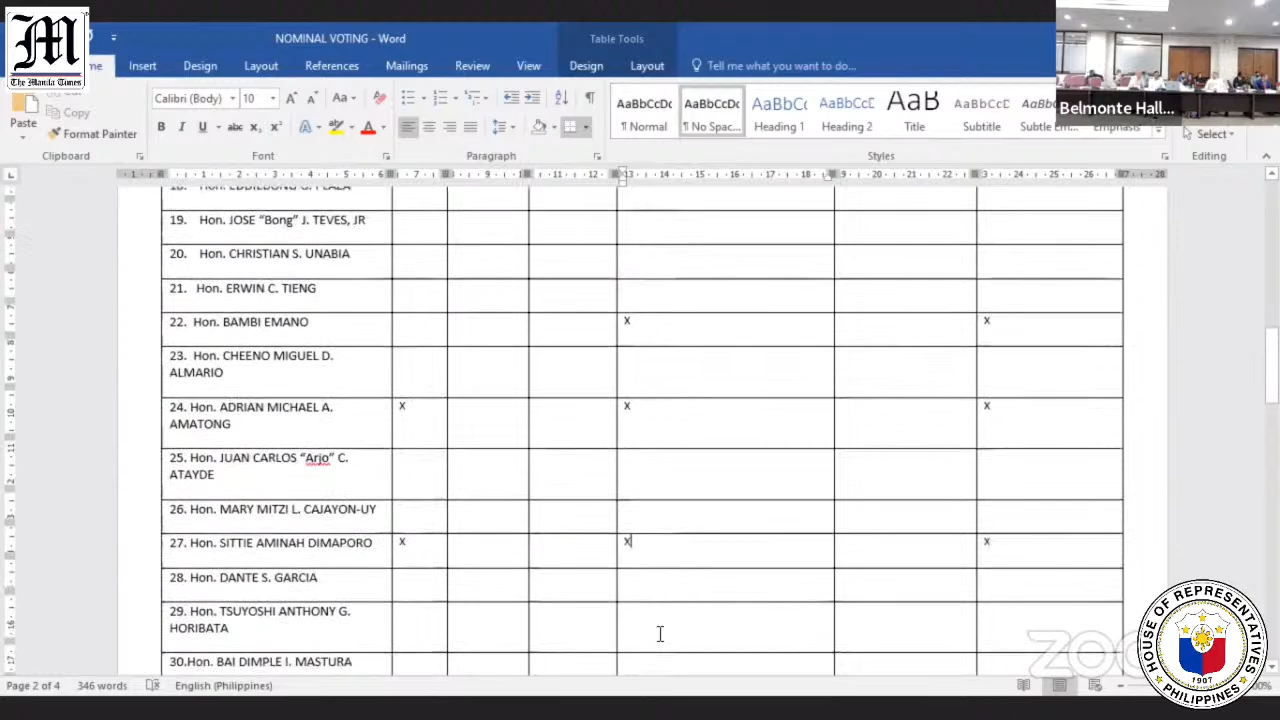 M
The Manila Times
NOMINAL VOTING - Word
Table Tools
Insert
Design
Layout
References
Mailings
Review
View
Design
Layout
Tell me what you want to do...
Belmonte Hall...
Paste
Copy
Format Painter
Calibri (Body)
10
AaBbCcDc
¶ Normal
AaBbCcDc
¶ No Spac...
AaBbCc
Heading 1
AaBbCcD
Heading 2
AaB
Title
AaBbCcD
Subtitle
Subtle Em...
Emphasis
Select
Clipboard
Font
Paragraph
Styles
Editing
19. Hon. JOSE “Bong” J. TEVES, JR
20. Hon. CHRISTIAN S. UNABIA
21. Hon. ERWIN C. TIENG
22. Hon. BAMBI EMANO x x
23. Hon. CHEENO MIGUEL D.
ALMARIO
24. Hon. ADRIAN MICHAEL A. x x x
AMATONG
25. Hon. JUAN CARLOS “Arjo” C.
ATAYDE
26. Hon. MARY MITZI L. CAJAYON-UY
27. Hon. SITTIE AMINAH DIMAPORO x x x
28. Hon. DANTE S. GARCIA
29. Hon. TSUYOSHI ANTHONY G.
HORIBATA
30.Hon. BAI DIMPLE I. MASTURA
Page 2 of 4
346 words
English (Philippines)
HOUSE OF REPRESENTATIVES
1907
PHILIPPINES